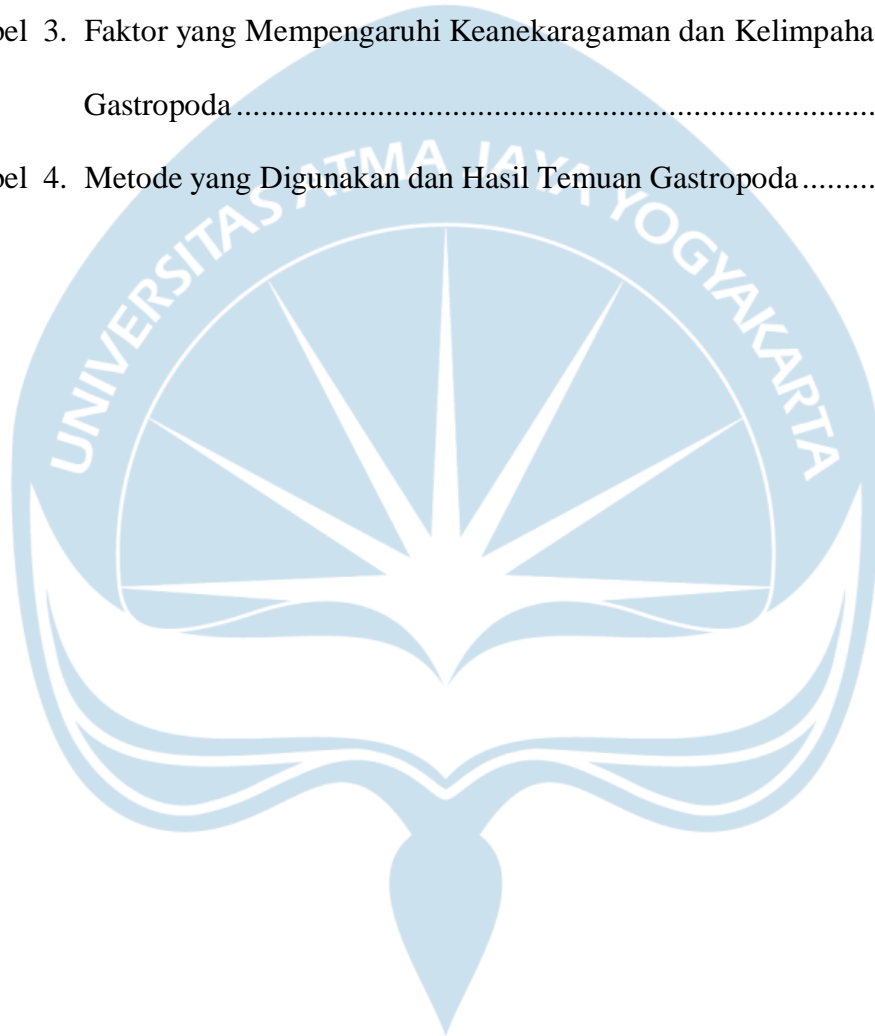 bel 3. Faktor yang Mempengaruhi Keanekaragaman dan Kelimpaha
Gastropoda........................................................................
bel 4. Metode yang Digunakan dan Hasil Temuan Gastropoda.........
UNIVERSITAS ATMA JAYA YOGYAKARTA